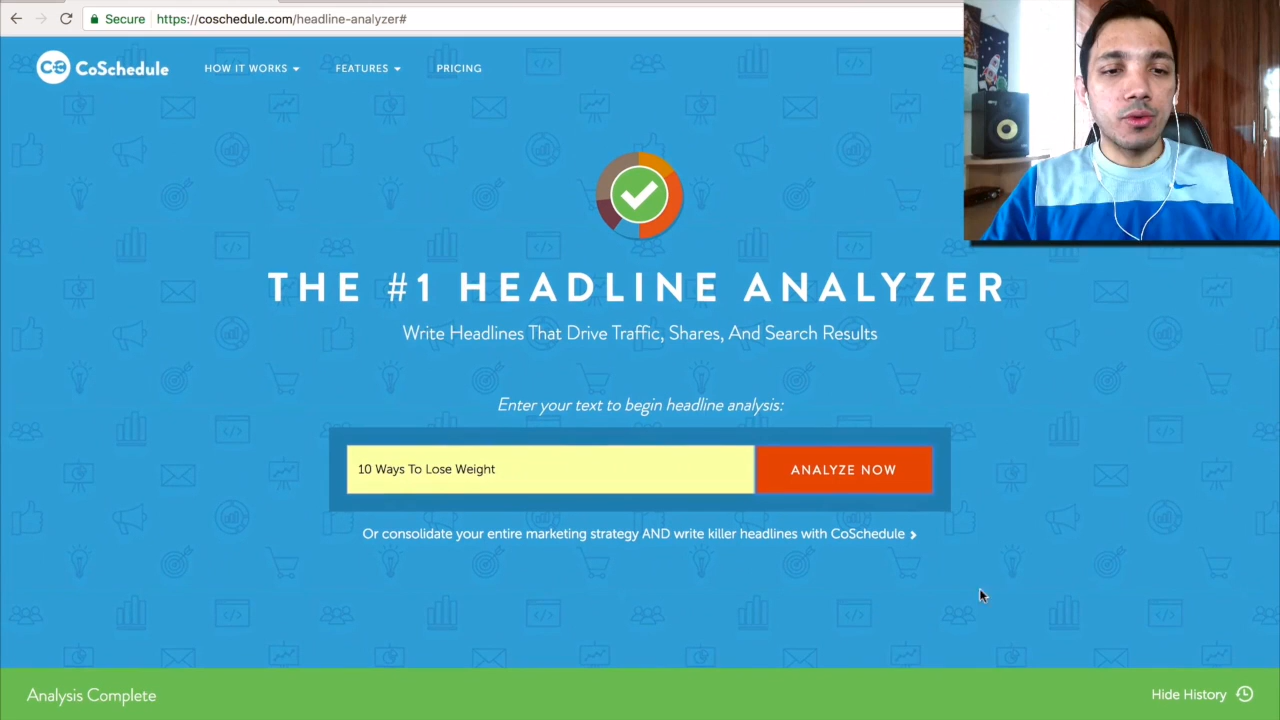 Secure https://coschedule.com/headline-analyzer#
CoSchedule HOW IT WORKS FEATURES PRICING
THE #1 HEADLINE ANALYZER
Write Headlines That Drive Traffic, Shares, And Search Results
Enter your text to begin headline analysis:
10 Ways To Lose Weight ANALYZE NOW
Or consolidate your entire marketing strategy AND write killer headlines with CoSchedule
Analysis Complete Hide History